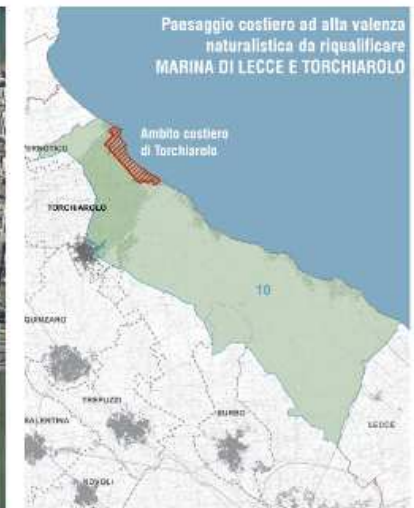 Paesaggio costiero ad alta valenza
naturalistica da riqualificare
MARINA DI LECCE E TORCHIAROLO
Ambito costiero
di Torchiarolo
TORCHIAROLO
10
TREPUZZI
SURBO
LECCE
NOVOLI